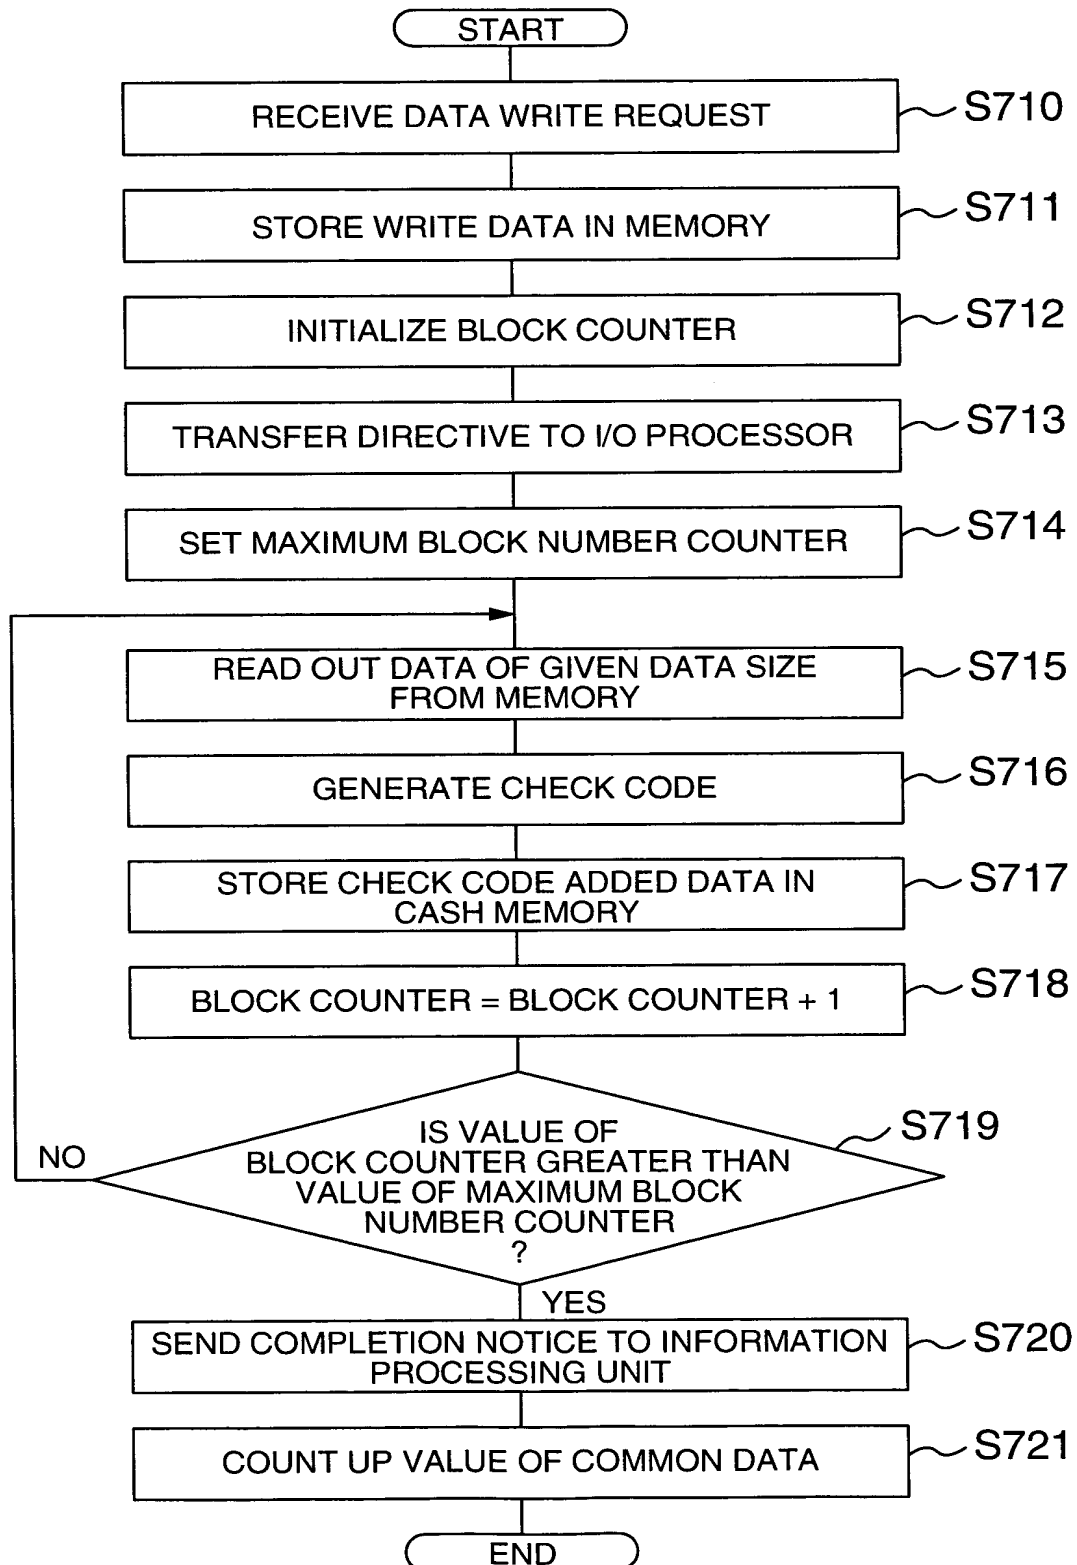 START
RECEIVE DATA WRITE REQUEST
S710
STORE WRITE DATA IN MEMORY
S711
INITIALIZE BLOCK COUNTER
S712
TRANSFER DIRECTIVE TO I/O PROCESSOR
S713
SET MAXIMUM BLOCK NUMBER COUNTER
S714
READ OUT DATA OF GIVEN DATA SIZE
FROM MEMORY
S715
GENERATE CHECK CODE
S716
STORE CHECK CODE ADDED DATA IN
CASH MEMORY
S717
BLOCK COUNTER = BLOCK COUNTER + 1
S718
IS VALUE OF
BLOCK COUNTER GREATER THAN
VALUE OF MAXIMUM BLOCK
NUMBER COUNTER
?
S719
NO
YES
SEND COMPLETION NOTICE TO INFORMATION
PROCESSING UNIT
S720
COUNT UP VALUE OF COMMON DATA
S721
END